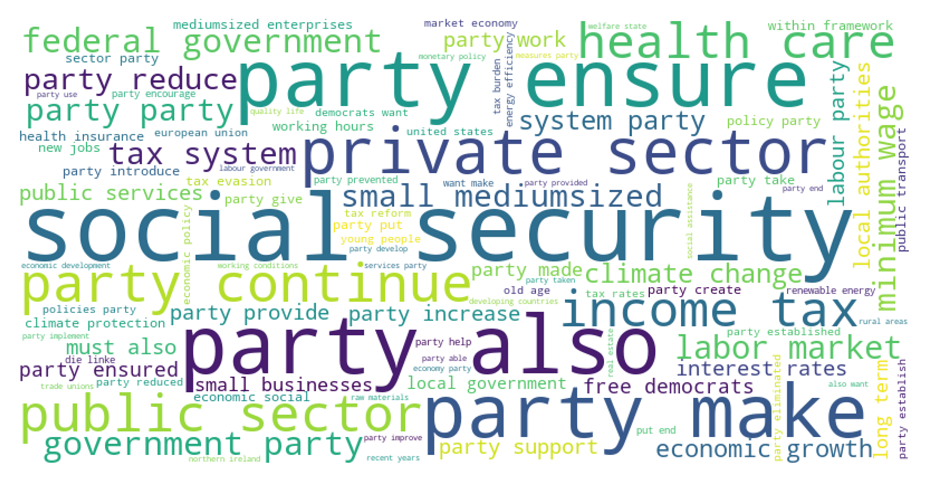 mediumsized enterprises
market economy
welfare state
within framework
federal government
party work
health care
sector party
monetary policy
measures party
party reduce
party ensure
tax burden
energy efficiency
labour party
local authorities
minimum wage
public transport
party use
party encourage
party party
quality life
democrats want
system party
policy party
health insurance
european union
working hours
united states
new jobs
tax system
labour government
private sector
party introduce
tax evasion
party prevented
want make
party provided
party take
party end
public services
party give
small mediumsized
social assistance
tax reform
party put
young people
party develop
social security
economic policy
economic development
working conditions
services party
party continue
party made
party taken
climate change
old age
tax rates
party create
renewable energy
developing countries
income tax
policies party
party provide
party increase
rural areas
climate protection
party implement
party also
party established
must also
die linke
party help
real estate
labor market
party able
economy party
party ensured
interest rates
trade unions
party reduced
small businesses
local government
free democrats
also want
economic social
raw materials
party eliminated
long term
party establish
public sector
party make
put end
government party
party improve
party support
economic growth
northern ireland
recent years